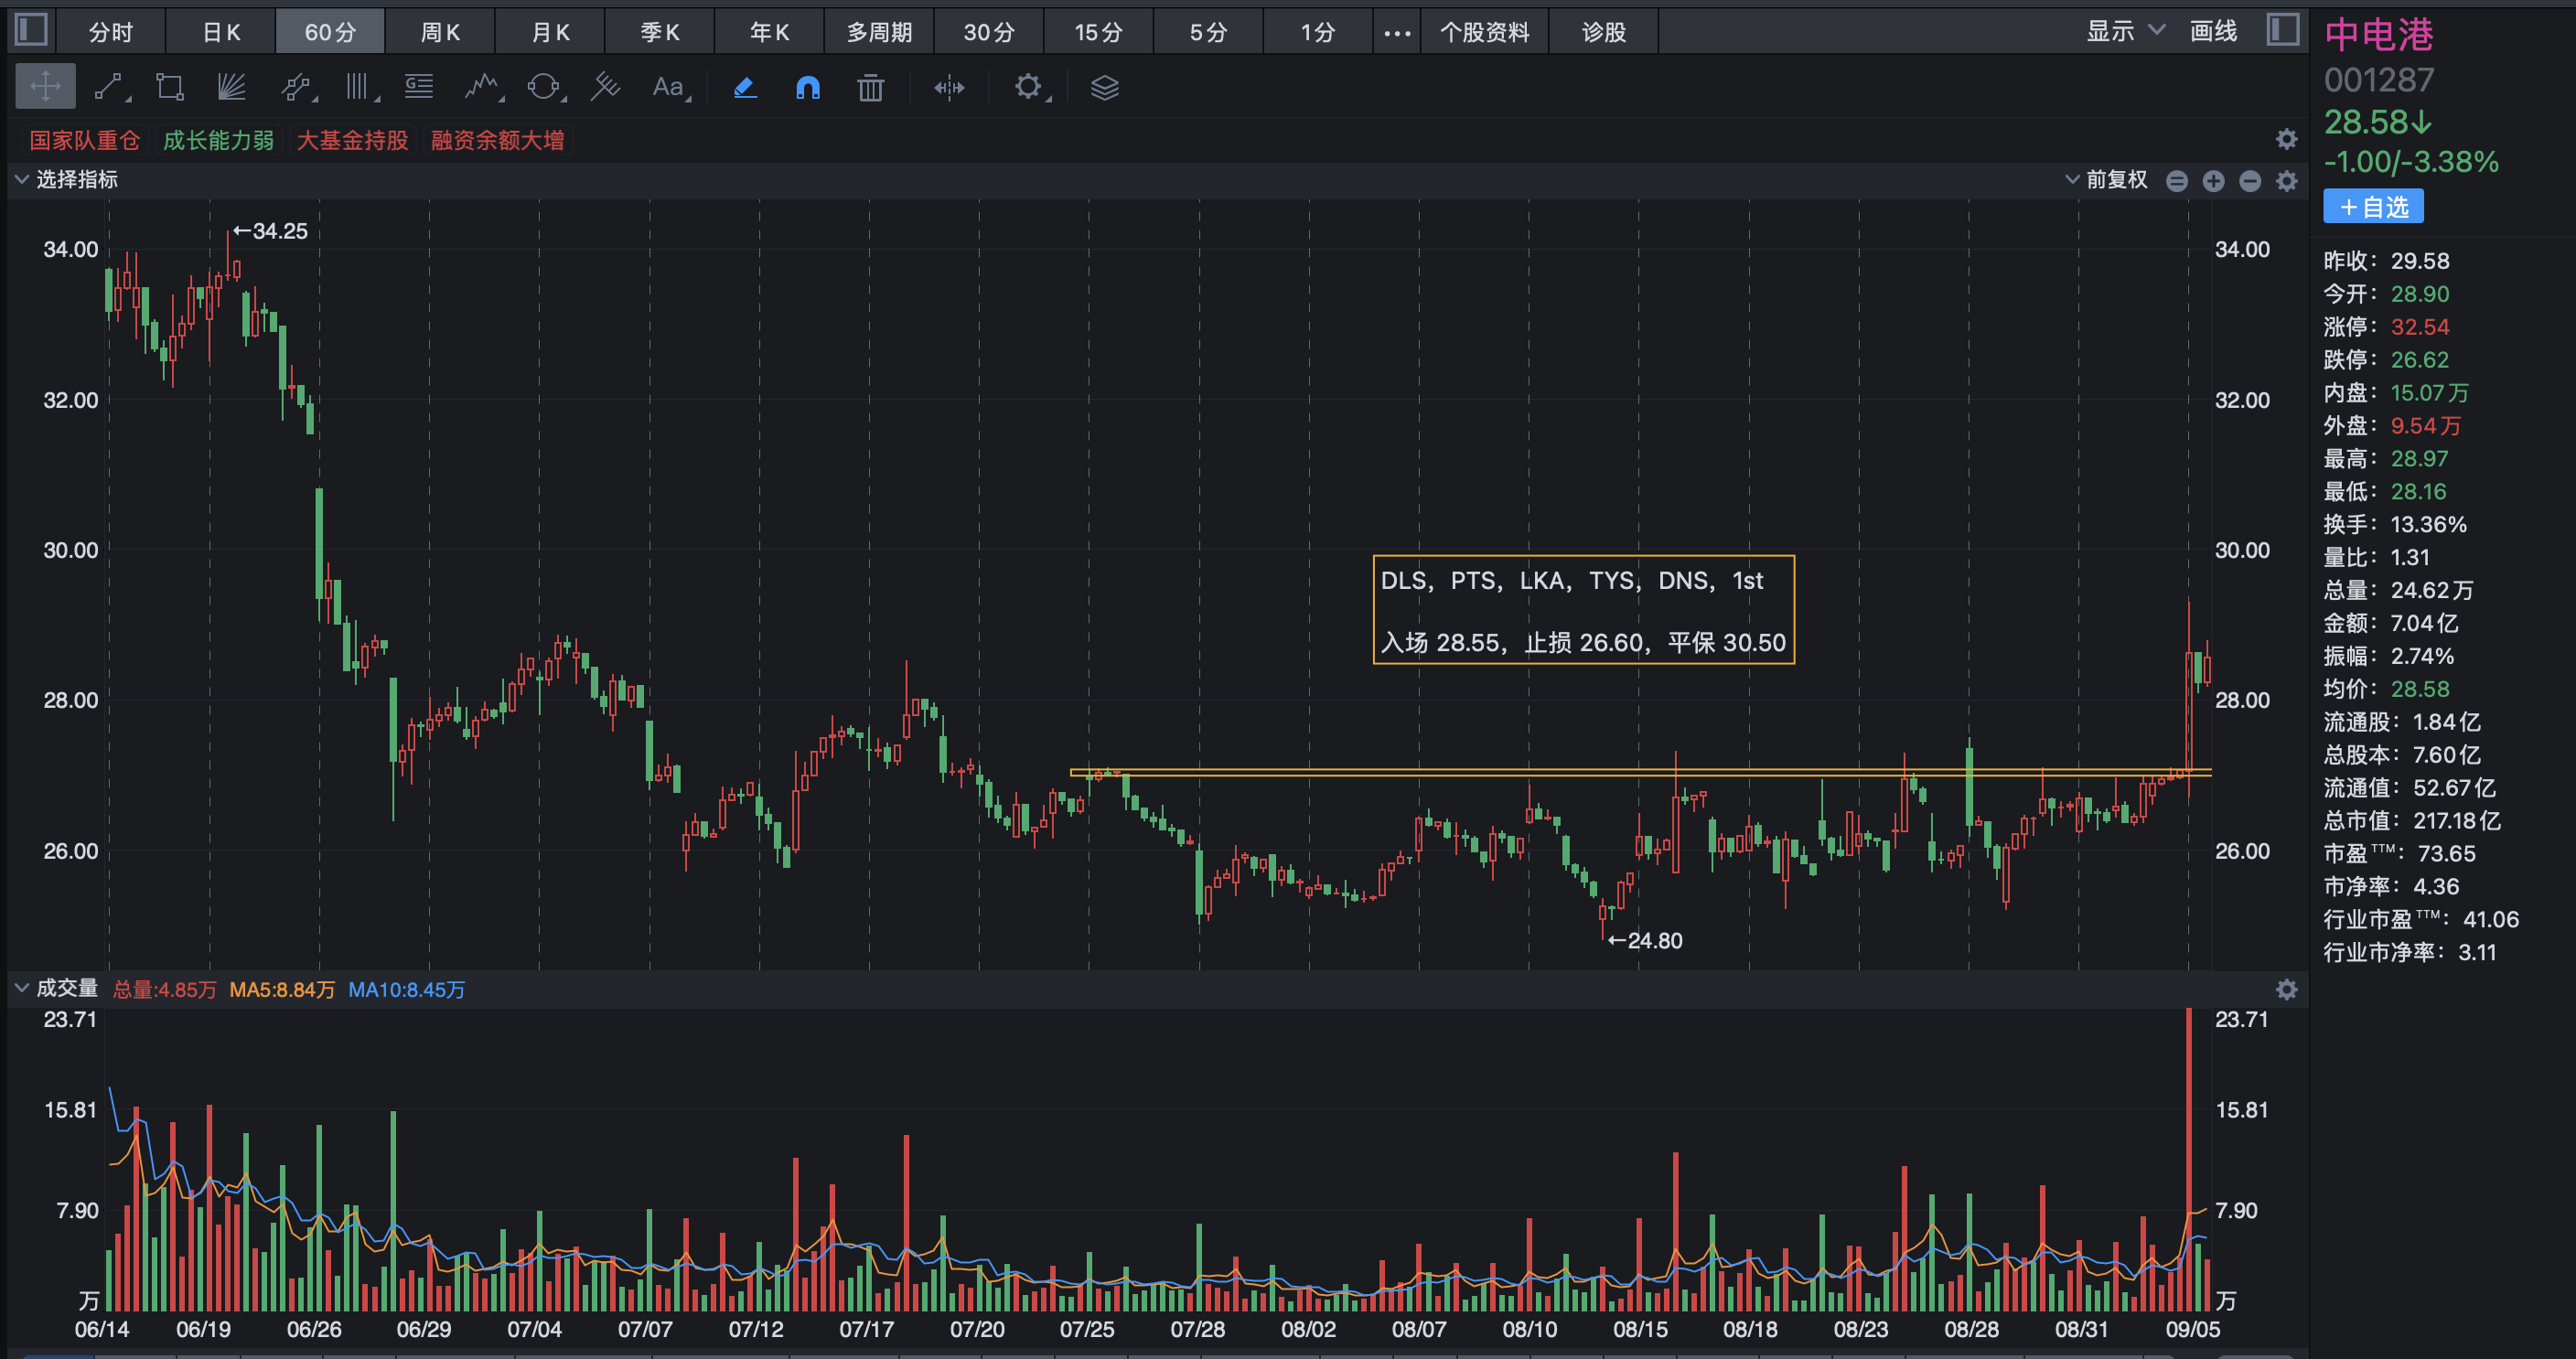 分时 日K 60分 周K 月K 季K 年K 多周期 30分 15分 5分 1分 ••• 个股资料 诊股 显示 画线
Aa
国家队重仓 成长能力弱 大基金持股 融资余额大增
选择指标 前复权
34.00 34.00
←34.25
32.00 32.00
30.00 30.00
DLS，PTS，LKA，TYS，DNS，1st
入场 28.55，止损 26.60，平保 30.50
28.00 28.00
26.00 26.00
←24.80
成交量 总量:4.85万 MA5:8.84万 MA10:8.45万
23.71 23.71
15.81 15.81
7.90 7.90
万 万
06/14 06/19 06/26 06/29 07/04 07/07 07/12 07/17 07/20 07/25 07/28 08/02 08/07 08/10 08/15 08/18 08/23 08/28 08/31 09/05
中电港
001287
28.58↓
-1.00/-3.38%
＋自选
昨收：29.58
今开：28.90
涨停：32.54
跌停：26.62
内盘：15.07万
外盘：9.54万
最高：28.97
最低：28.16
换手：13.36%
量比：1.31
总量：24.62万
金额：7.04亿
振幅：2.74%
均价：28.58
流通股：1.84亿
总股本：7.60亿
流通值：52.67亿
总市值：217.18亿
市盈TTM：73.65
市净率：4.36
行业市盈TTM：41.06
行业市净率：3.11